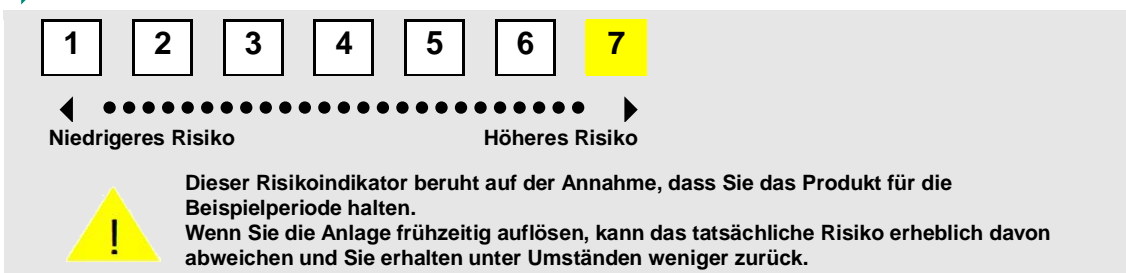 1 2 3 4 5 6 7
Niedrigeres Risiko Höheres Risiko
Dieser Risikoindikator beruht auf der Annahme, dass Sie das Produkt für die
Beispielperiode halten.
! Wenn Sie die Anlage frühzeitig auflösen, kann das tatsächliche Risiko erheblich davon
abweichen und Sie erhalten unter Umständen weniger zurück.